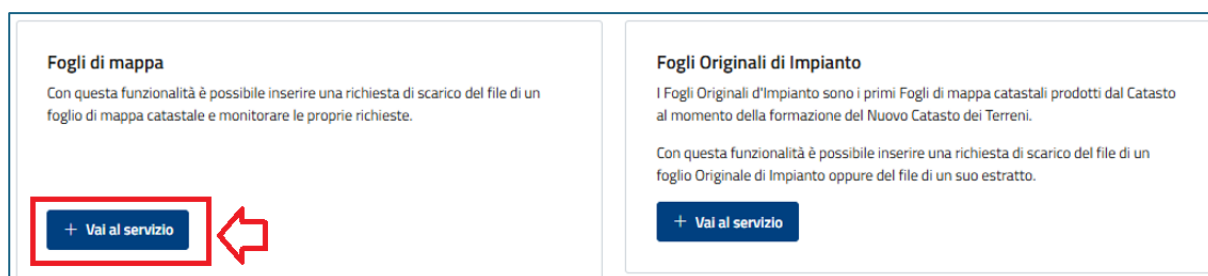 Fogli di mappa
Con questa funzionalità è possibile inserire una richiesta di scarico del file di un
foglio di mappa catastale e monitorare le proprie richieste.
+ Vai al servizio
Fogli Originali di Impianto
I Fogli Originali d'Impianto sono i primi Fogli di mappa catastali prodotti dal Catasto
al momento della formazione del Nuovo Catasto dei Terreni.
Con questa funzionalità è possibile inserire una richiesta di scarico del file di un
foglio Originale di Impianto oppure del file di un suo estratto.
+ Vai al servizio